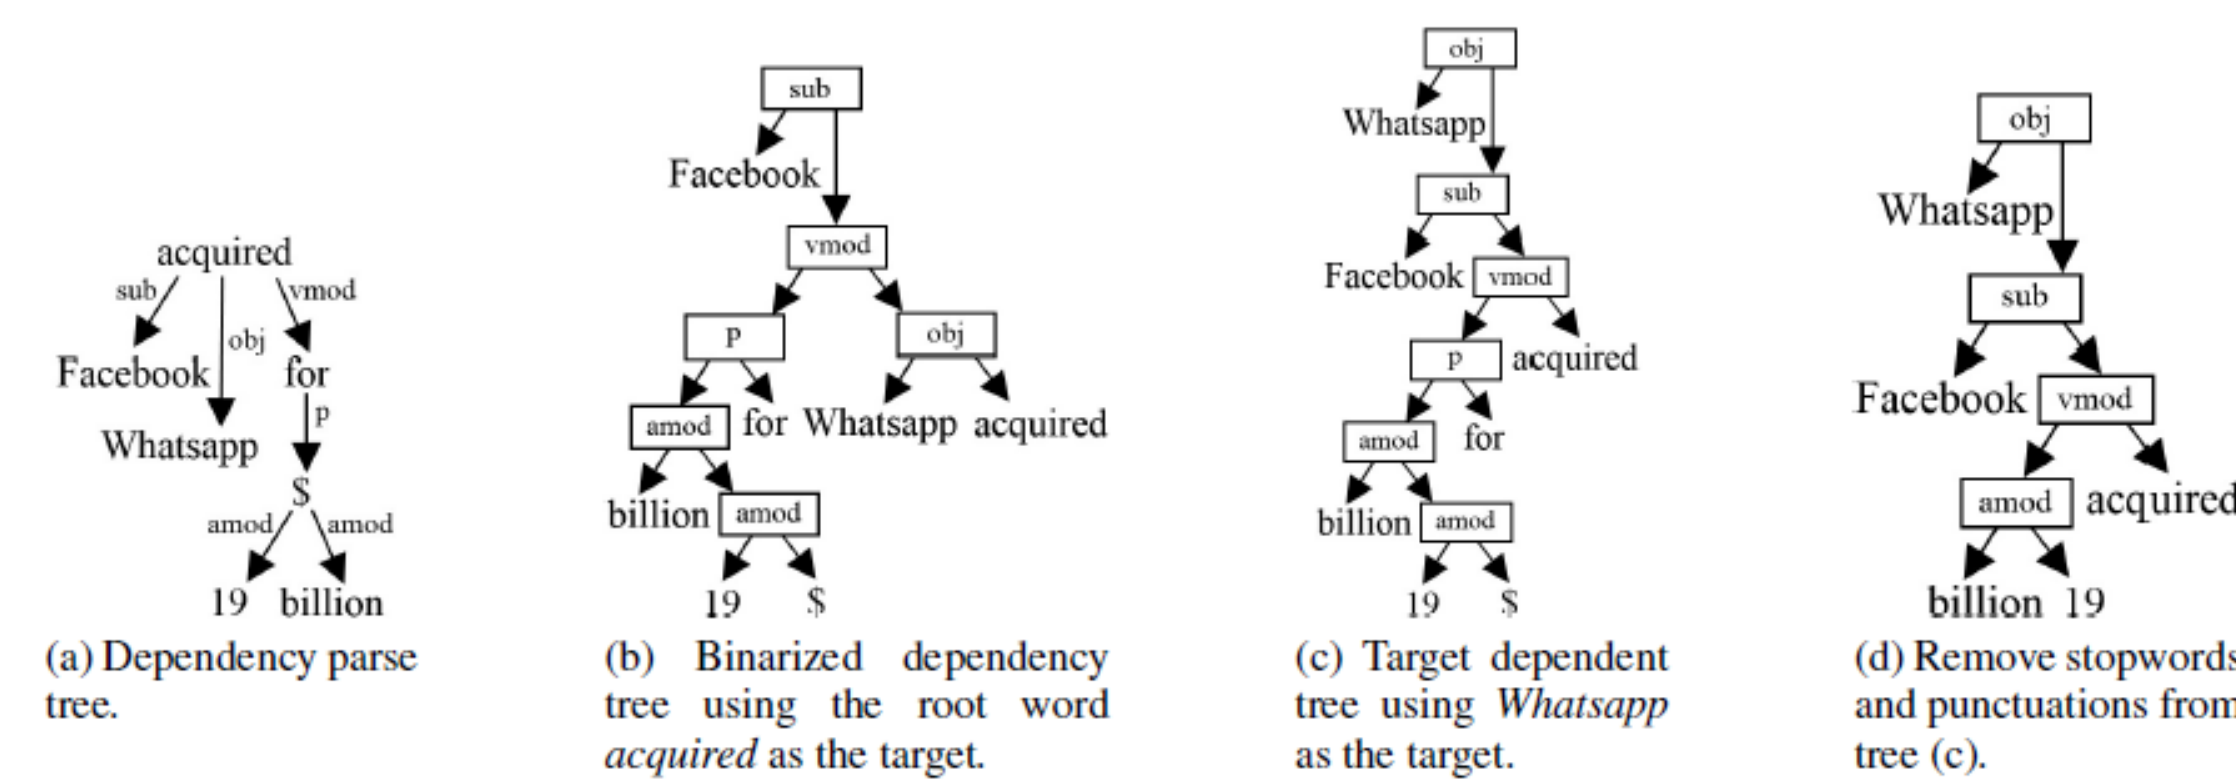 acquired
sub
vmod
obj
Facebook
for
p
Whatsapp
$
amod
amod
19 billion
(a) Dependency parse
tree.
sub
Facebook
vmod
p
obj
amod
for
Whatsapp
acquired
billion
amod
19
$
(b) Binarized dependency
tree using the root word
acquired as the target.
obj
Whatsapp
sub
Facebook
vmod
p
acquired
amod
for
billion
amod
19
$
(c) Target dependent
tree using Whatsapp
as the target.
obj
Whatsapp
sub
Facebook
vmod
amod
acquired
billion 19
(d) Remove stopwords
and punctuations from
tree (c).